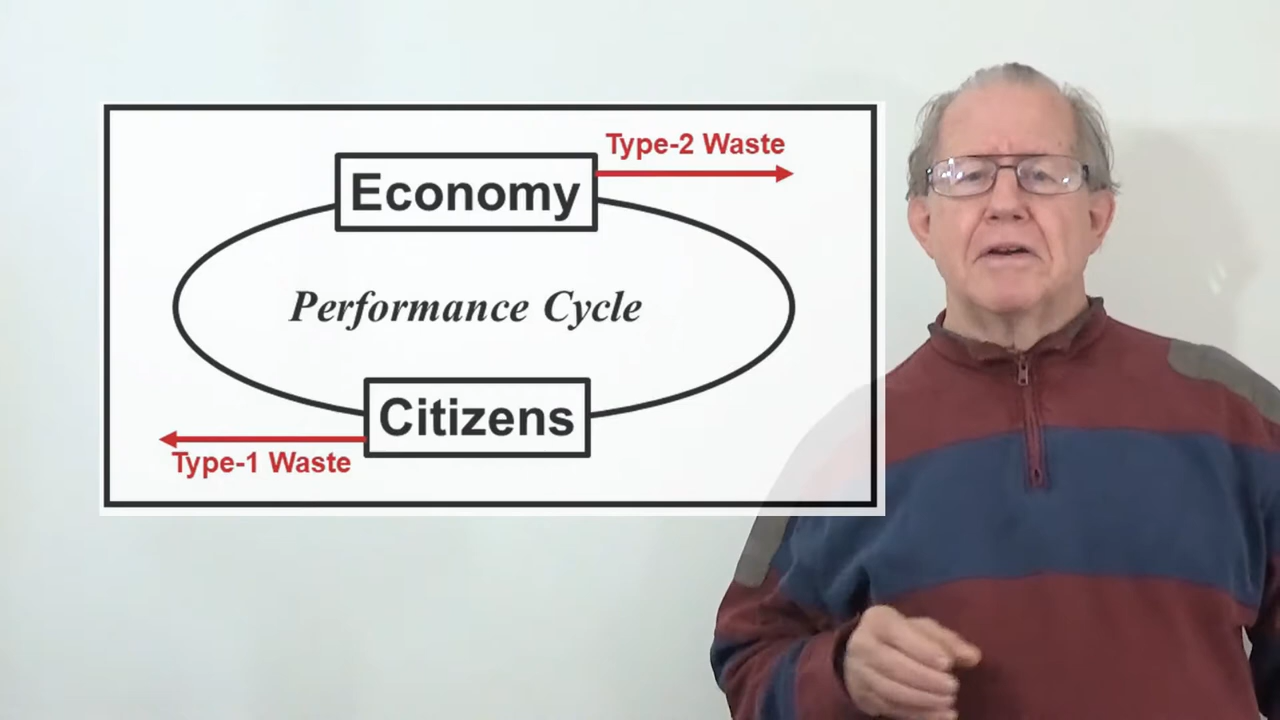 Type-2 Waste
Economy
Performance Cycle
Citizens
Type-1 Waste